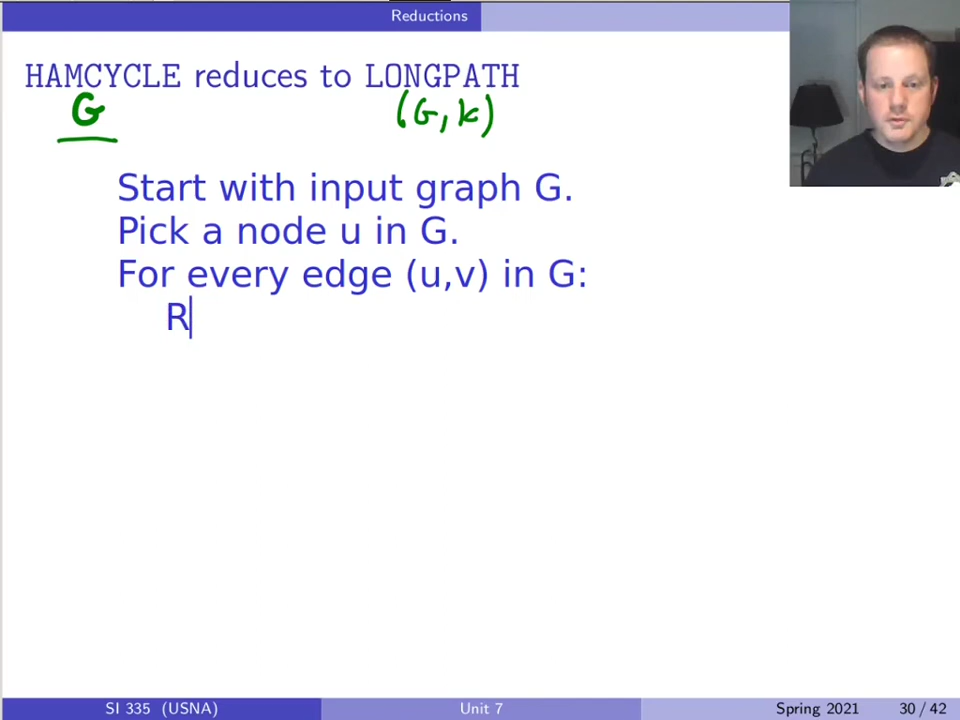 Reductions
HAMCYCLE reduces to LONGPATH
G (G,k)
Start with input graph G.
Pick a node u in G.
For every edge (u,v) in G:
R
SI 335 (USNA) Unit 7 Spring 2021 30 / 42